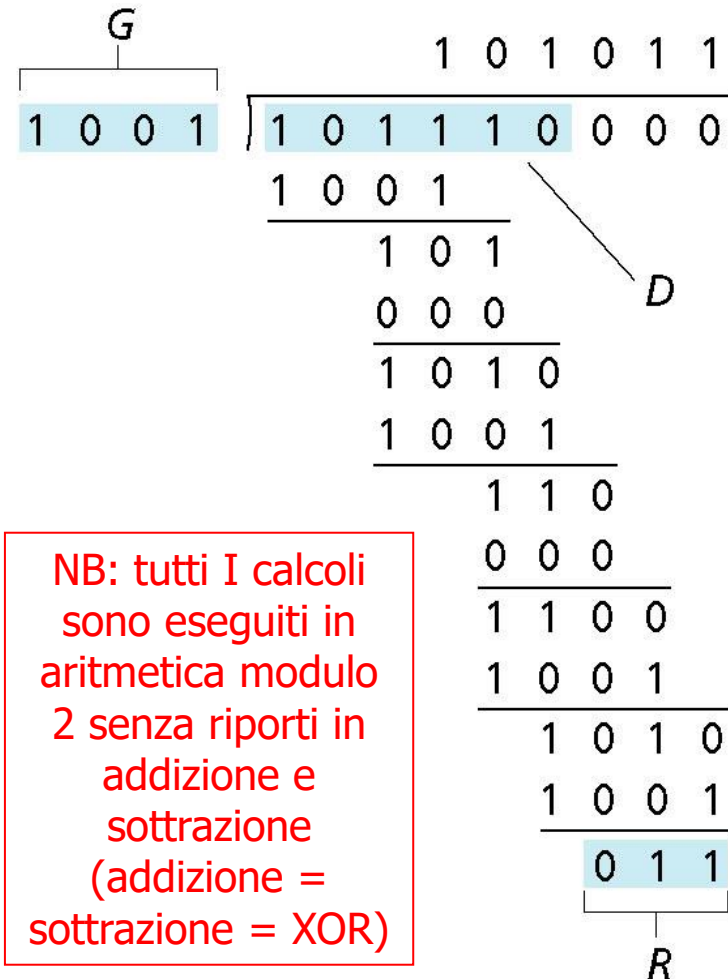 G
1 0 1 0 1 1
1 0 0 1 1 0 1 1 1 0 0 0 0
1 0 0 1
D
1 0 1
0 0 0
1 0 1 0
1 0 0 1
1 1 0
0 0 0
1 1 0 0
1 0 0 1
1 0 1 0
1 0 0 1
0 1 1
R
NB: tutti I calcoli
sono eseguiti in
aritmetica modulo
2 senza riporti in
addizione e
sottrazione
(addizione =
sottrazione = XOR)